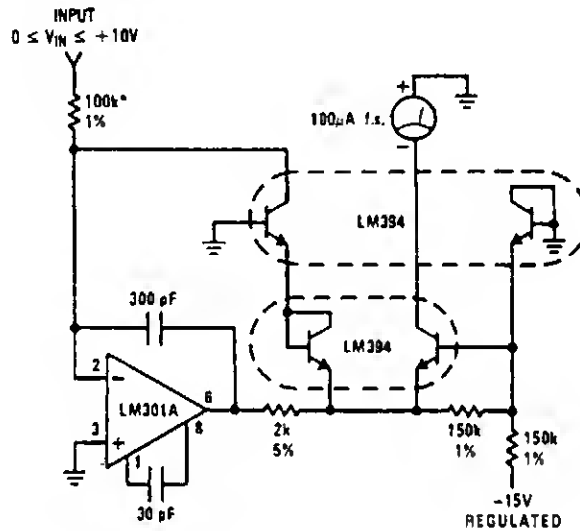 INPUT
0 ≤ VIN ≤ +10V
100k*
1%
+
100µA f.s.
−
LM394
300 pF
LM394
2
−
6
LM301A
3
+
8
1
30 pF
2k
5%
150k
1%
150k
1%
−15V
REGULATED